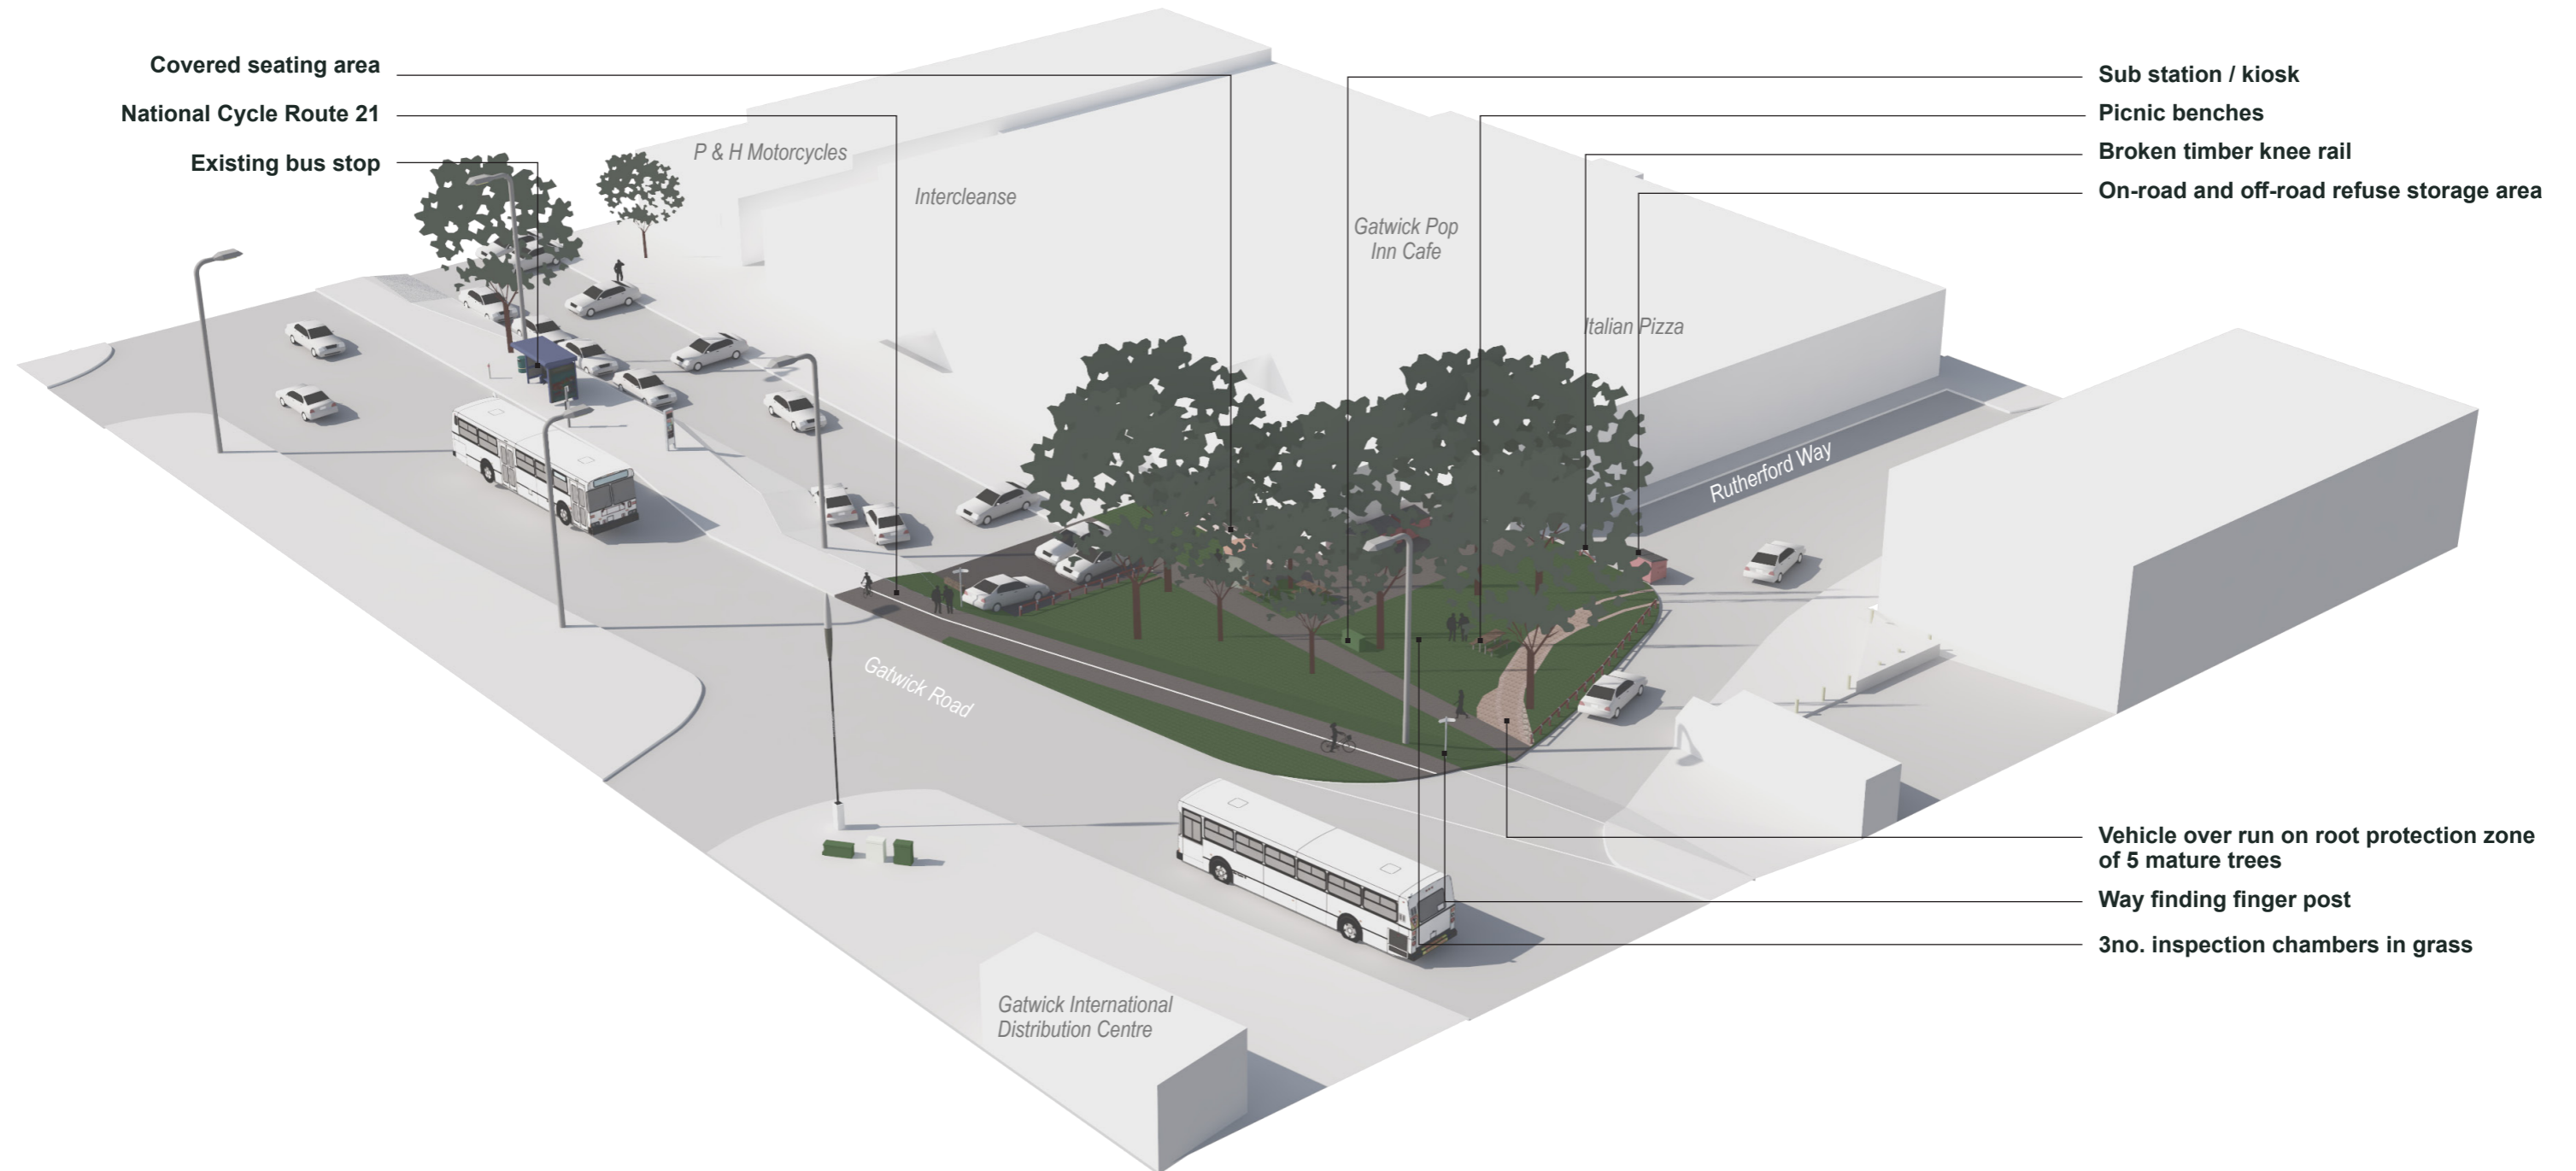 Covered seating area
National Cycle Route 21
Existing bus stop
P & H Motorcycles
Intercleanse
Gatwick Pop
Inn Cafe
Italian Pizza
Sub station / kiosk
Picnic benches
Broken timber knee rail
On-road and off-road refuse storage area
Rutherford Way
Gatwick Road
Vehicle over run on root protection zone
of 5 mature trees
Way finding finger post
3no. inspection chambers in grass
Gatwick International
Distribution Centre